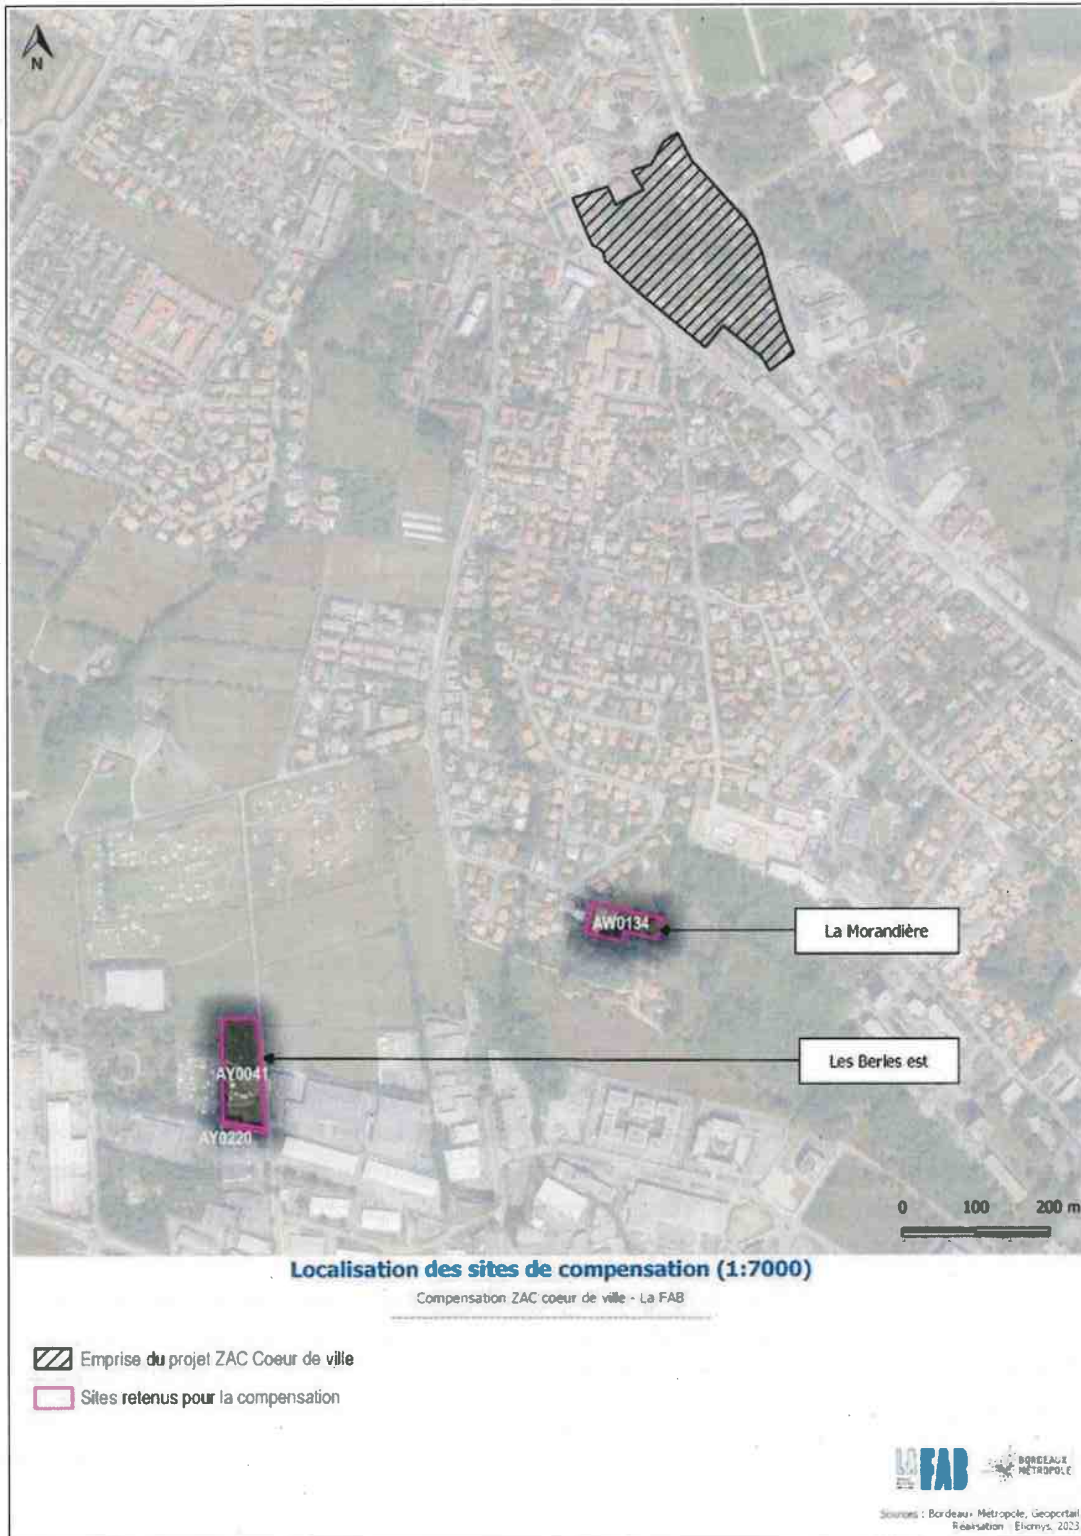 N
AW0134
La Morandière
Les Berles est
AY0041
AY0220
0 100 200 m
Localisation des sites de compensation (1:7000)
Compensation ZAC coeur de ville - La FAB
Emprise du projet ZAC Coeur de ville
Sites retenus pour la compensation
LA FAB
BORDEAUX
MÉTROPOLE
Sources : Bordeaux Métropole, Geoportail
Réalisation : Eliomys, 2023